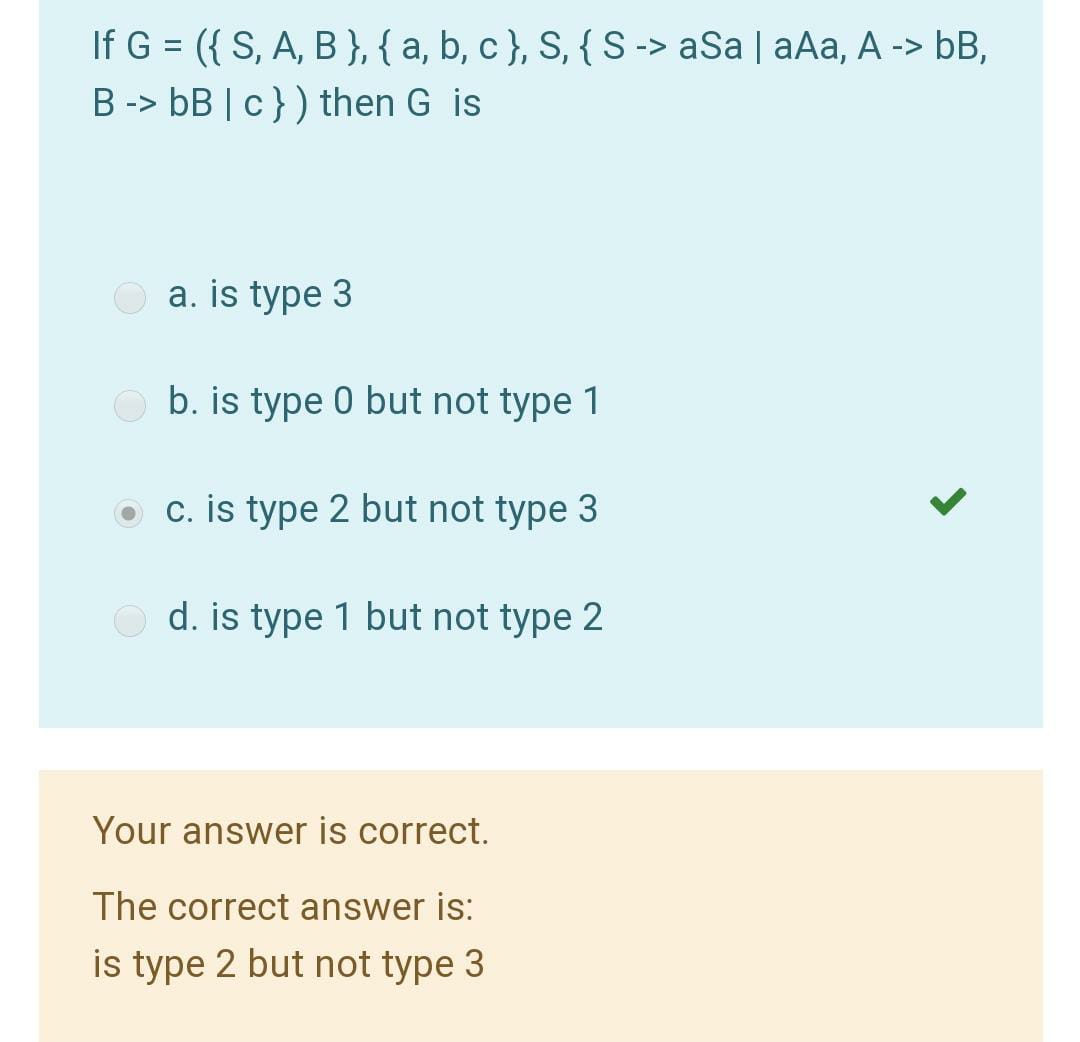 If G = ({ S, A, B }, { a, b, c }, S, { S -> aSa | aAa, A -> bB,
B -> bB | c } ) then G is
a. is type 3
b. is type 0 but not type 1
c. is type 2 but not type 3
d. is type 1 but not type 2
Your answer is correct.
The correct answer is:
is type 2 but not type 3